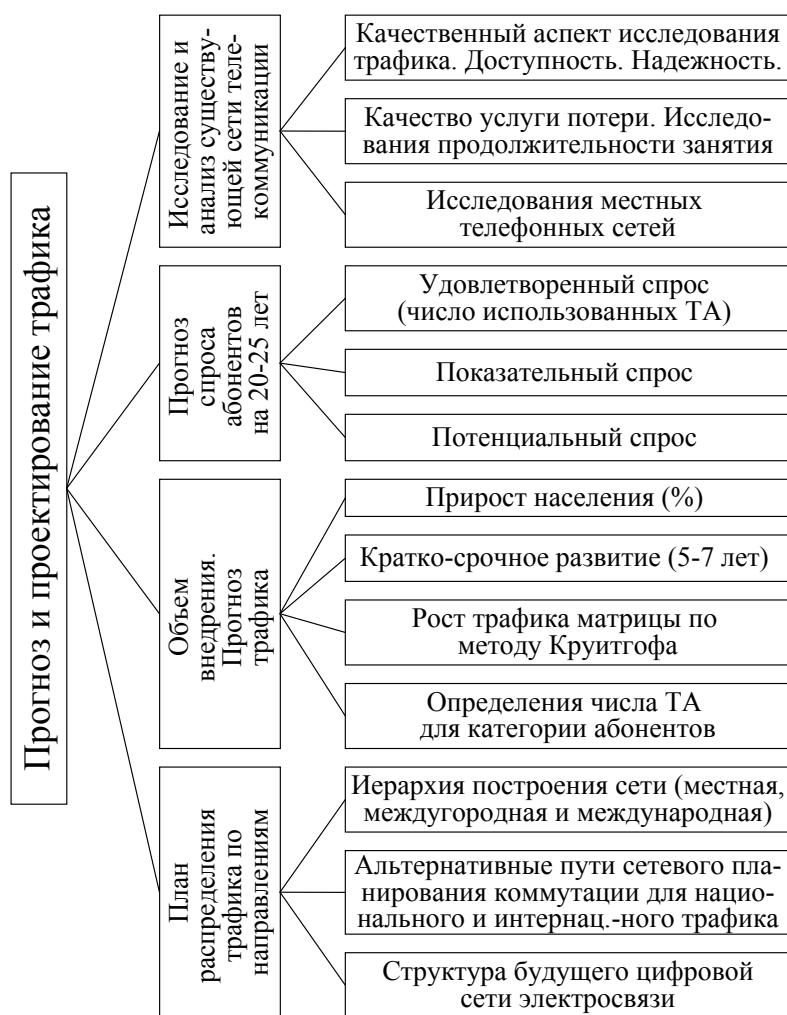 Прогноз и проектирование трафика
Исследование и
анализ существу-
ющей сети теле-
коммуникации
Качественный аспект исследования
трафика. Доступность. Надежность.
Качество услуги потери. Исследо-
вания продолжительности занятия
Исследования местных
телефонных сетей
Прогноз
спроса
абонентов
на 20-25 лет
Удовлетворенный спрос
(число использованных ТА)
Показательный спрос
Потенциальный спрос
Объем
внедрения.
Прогноз
трафика
Прирост населения (%)
Кратко-срочное развитие (5-7 лет)
Рост трафика матрицы по
методу Круитгофа
Определения числа ТА
для категории абонентов
План
распределения
трафика по
направлениям
Иерархия построения сети (местная,
междугородная и международная)
Альтернативные пути сетевого пла-
нирования коммутации для нацио-
нального и интернац.-ного трафика
Структура будущего цифровой
сети электросвязи